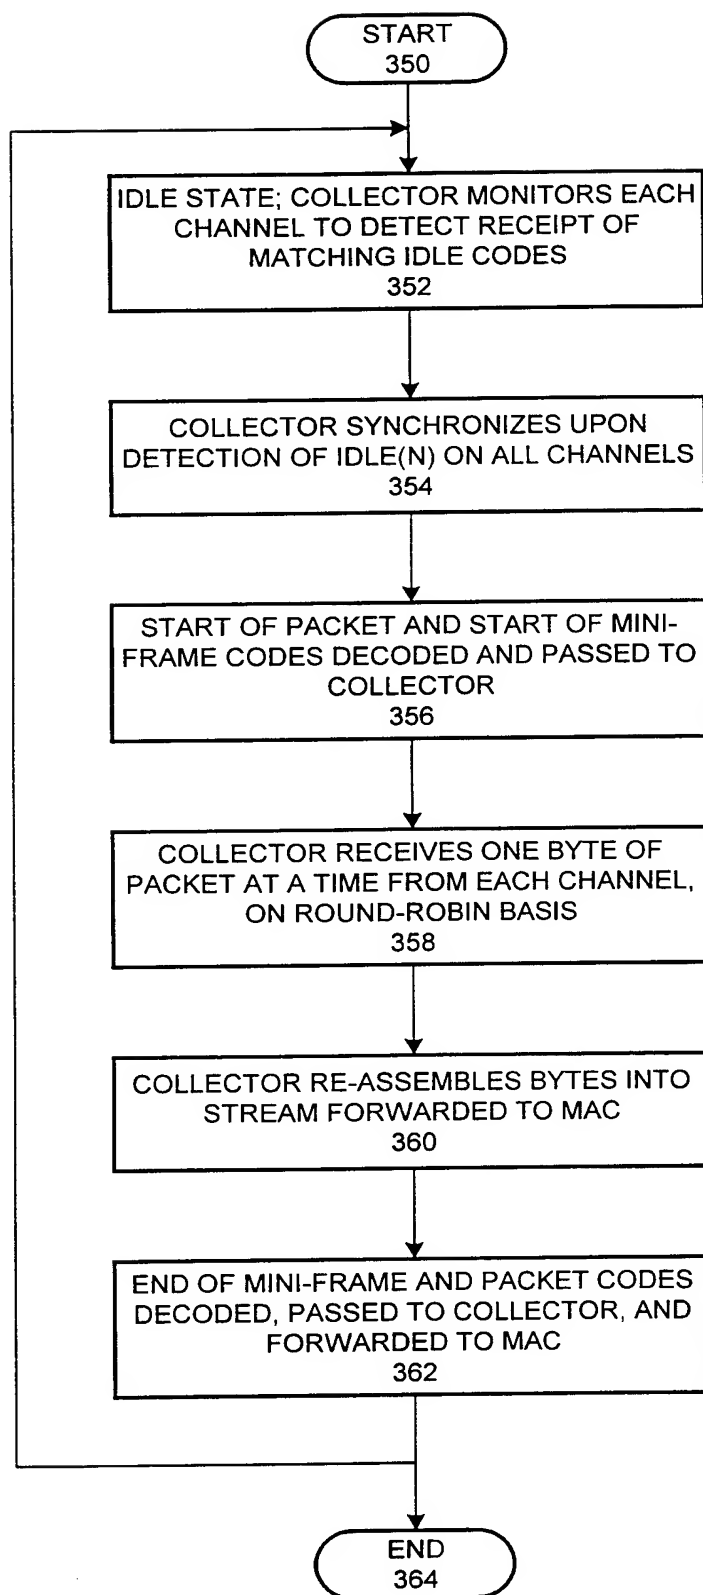 START
350
IDLE STATE; COLLECTOR MONITORS EACH
CHANNEL TO DETECT RECEIPT OF
MATCHING IDLE CODES
352
COLLECTOR SYNCHRONIZES UPON
DETECTION OF IDLE(N) ON ALL CHANNELS
354
START OF PACKET AND START OF MINI-
FRAME CODES DECODED AND PASSED TO
COLLECTOR
356
COLLECTOR RECEIVES ONE BYTE OF
PACKET AT A TIME FROM EACH CHANNEL,
ON ROUND-ROBIN BASIS
358
COLLECTOR RE-ASSEMBLES BYTES INTO
STREAM FORWARDED TO MAC
360
END OF MINI-FRAME AND PACKET CODES
DECODED, PASSED TO COLLECTOR, AND
FORWARDED TO MAC
362
END
364